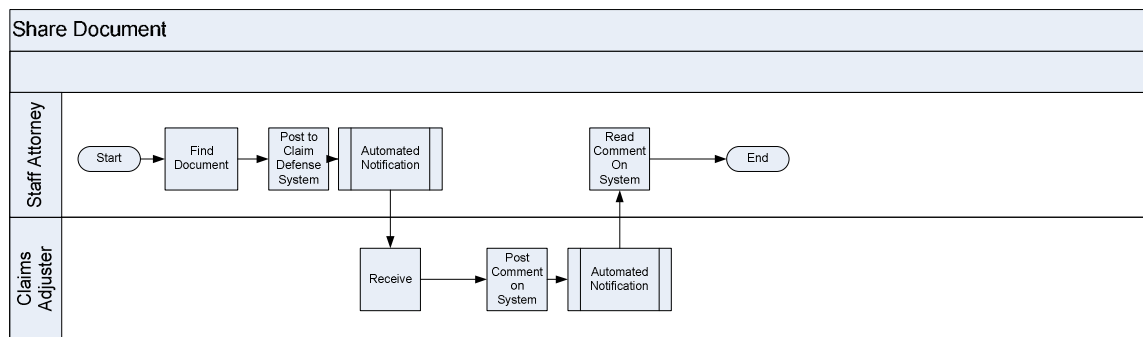 Share Document
Staff Attorney
Start
Find
Document
Post to
Claim
Defense
System
Automated
Notification
Read
Comment
On
System
End
Claims
Adjuster
Receive
Post
Comment
on
System
Automated
Notification